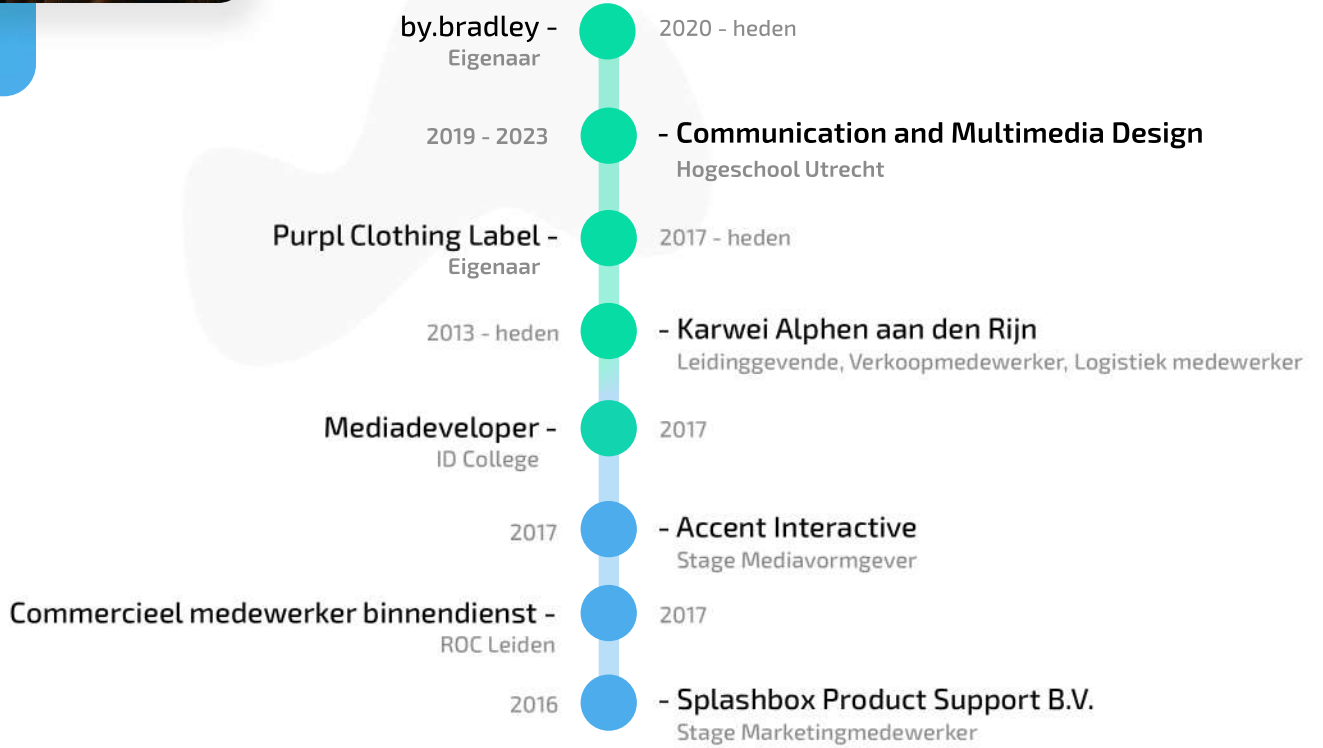 by.bradley -
2020 - heden
Eigenaar
2019 - 2023
- Communication and Multimedia Design
Hogeschool Utrecht
Purpl Clothing Label -
2017 - heden
Eigenaar
2013 - heden
- Karwei Alphen aan den Rijn
Leidinggevende, Verkoopmedewerker, Logistiek medewerker
Mediadeveloper -
2017
ID College
2017
- Accent Interactive
Stage Mediavormgever
Commercieel medewerker binnendienst -
2017
ROC Leiden
2016
- Splashbox Product Support B.V.
Stage Marketingmedewerker